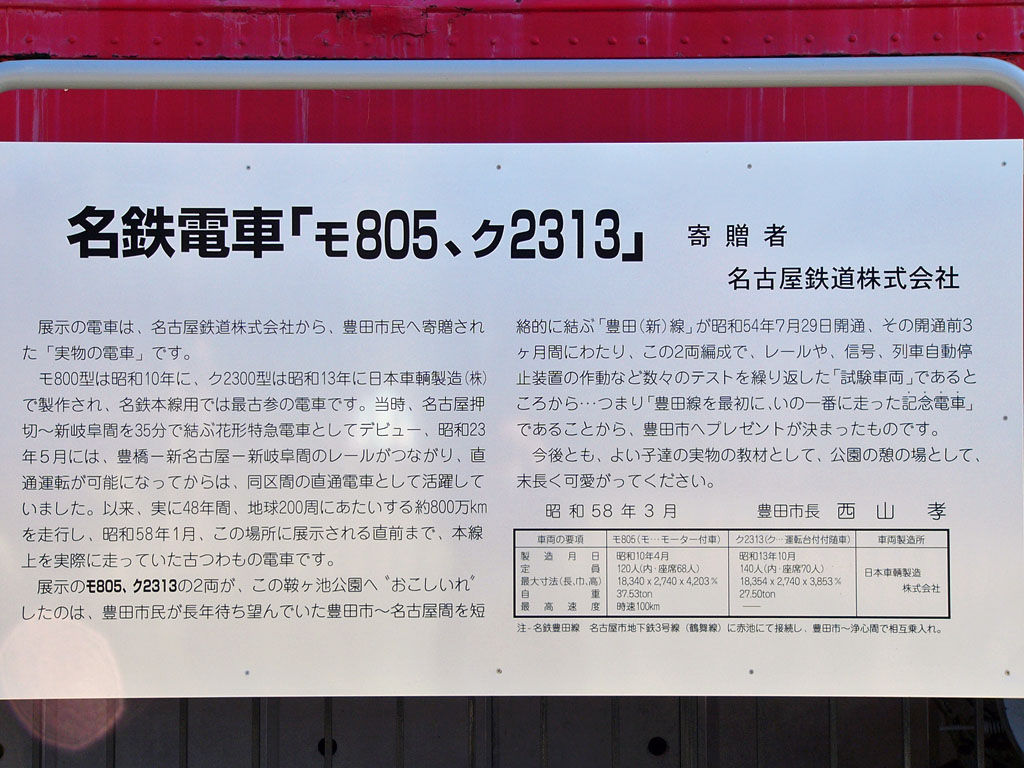 名鉄電車「モ805、ク2313」 寄贈者
名古屋鉄道株式会社
展示の電車は、名古屋鉄道株式会社から、豊田市民へ寄贈され
た「実物の電車」です。
モ800型は昭和10年に、ク2300型は昭和13年に日本車輌製造(株)
で製作され、名鉄本線用では最古参の電車です。当時、名古屋押
切〜新岐阜間を35分で結ぶ花形特急電車としてデビュー、昭和23
年5月には、豊橋−新名古屋−新岐阜間のレールがつながり、直
通運転が可能になってからは、同区間の直通電車として活躍して
いました。以来、実に48年間、地球200周にあたいする約800万km
を走行し、昭和58年1月、この場所に展示される直前まで、本線
上を実際に走っていた古つわもの電車です。
展示のモ805、ク2313の2両が、この鞍ヶ池公園へ〝おこしいれ〟
したのは、豊田市民が長年待ち望んでいた豊田市〜名古屋間を短
絡的に結ぶ「豊田(新)線」が昭和54年7月29日開通、その開通前3
ヶ月間にわたり、この2両編成で、レールや、信号、列車自動停
止装置の作動など数々のテストを繰り返した「試験車両」であると
ころから…つまり「豊田線を最初に、いの一番に走った記念電車」
であることから、豊田市へプレゼントが決まったものです。
今後とも、よい子達の実物の教材として、公園の憩の場として、
末長く可愛がってください。
昭和58年3月 豊田市長 西山 孝
車両の要項 モ805(モ…モーター付車) ク2313(ク…運転台付付随車) 車両製造所
製造月日 昭和10年4月 昭和13年10月 日本車輌製造
定員 120人(内・座席68人) 140人(内・座席70人) 株式会社
最大寸法(長、巾、高) 18,340×2,740×4,203% 18,354×2,740×3,853%
自重 37.53ton 27.50ton
最高速度 時速100km ——
注-名鉄豊田線 名古屋市地下鉄3号線(鶴舞線)に赤池にて接続し、豊田市〜浄心間で相互乗入れ。